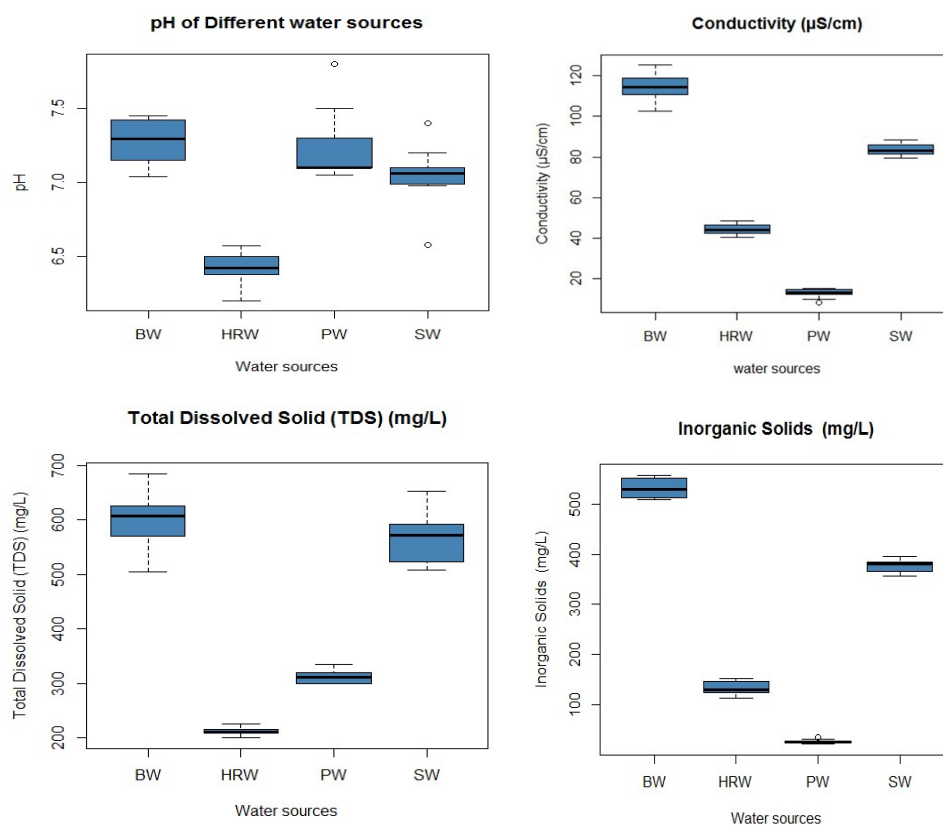 pH of Different water sources
pH
7.5
7.0
6.5
BW HRW PW SW
Water sources
Conductivity (µS/cm)
Conductivity (µS/cm)
120
100
80
60
40
20
BW HRW PW SW
water sources
Total Dissolved Solid (TDS) (mg/L)
Total Dissolved Solid (TDS) (mg/L)
700
600
500
400
300
200
BW HRW PW SW
Water sources
Inorganic Solids (mg/L)
Inorganic Solids (mg/L)
500
400
300
200
100
BW HRW PW SW
Water sources